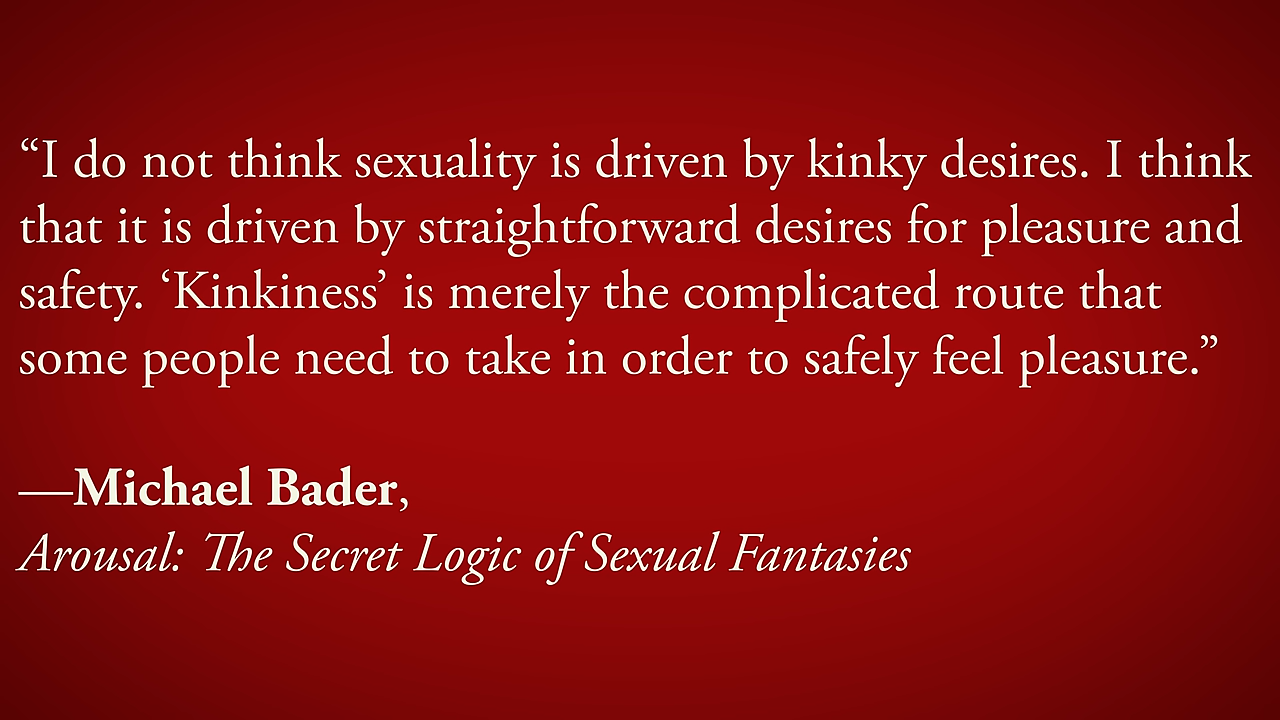 “I do not think sexuality is driven by kinky desires. I think
that it is driven by straightforward desires for pleasure and
safety. ‘Kinkiness’ is merely the complicated route that
some people need to take in order to safely feel pleasure.”
—Michael Bader,
Arousal: The Secret Logic of Sexual Fantasies